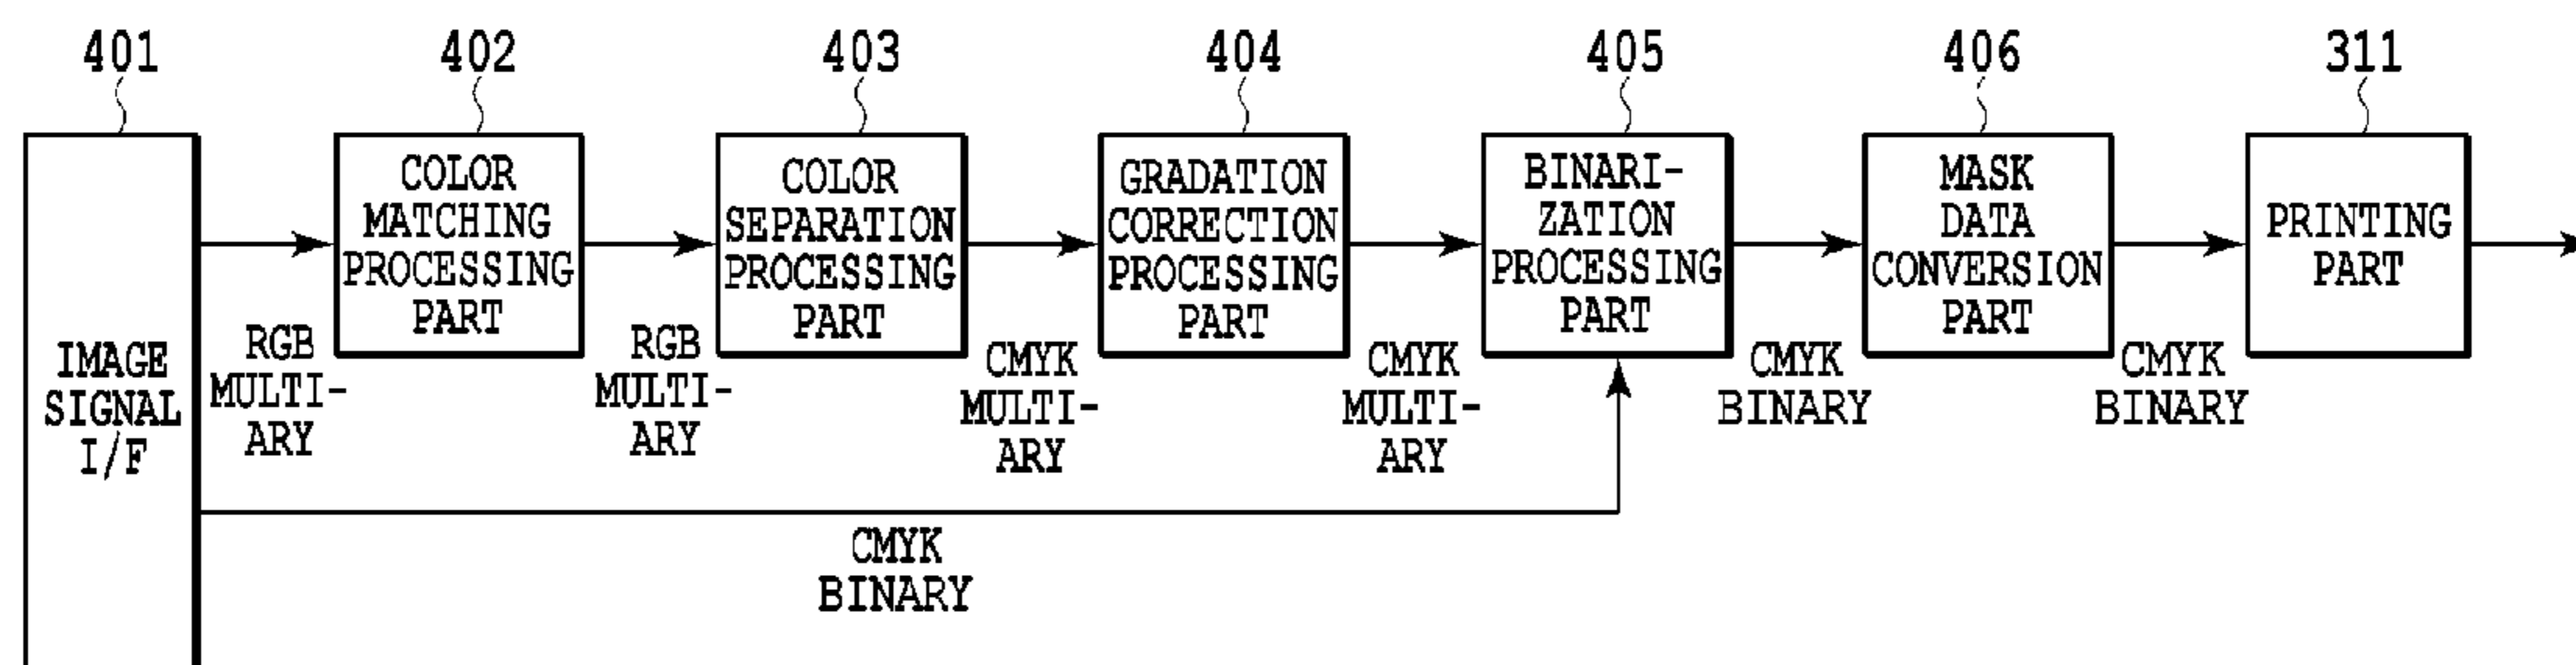 401
402
403
404
405
406
311
IMAGE
SIGNAL
I/F
RGB
MULTI-
ARY
COLOR
MATCHING
PROCESSING
PART
RGB
MULTI-
ARY
COLOR
SEPARATION
PROCESSING
PART
CMYK
MULTI-
ARY
GRADATION
CORRECTION
PROCESSING
PART
CMYK
MULTI-
ARY
BINARI-
ZATION
PROCESSING
PART
CMYK
BINARY
MASK
DATA
CONVERSION
PART
CMYK
BINARY
PRINTING
PART
CMYK
BINARY